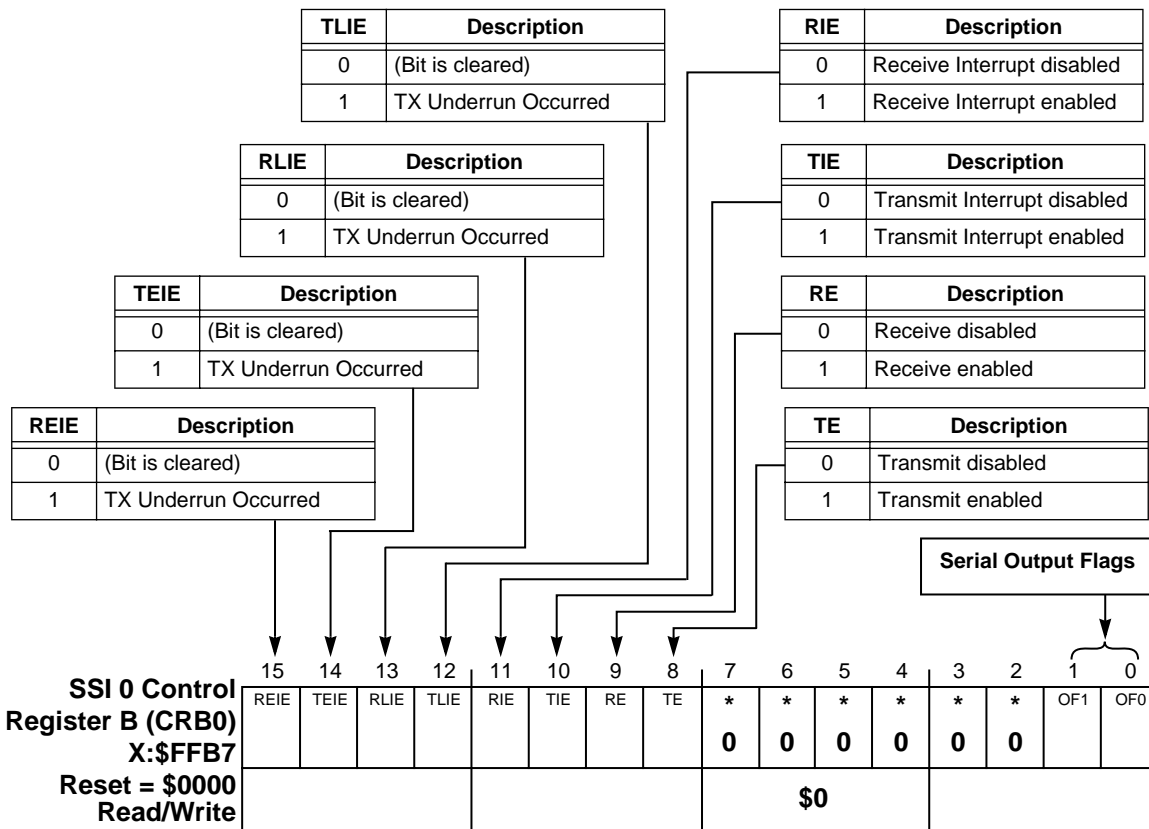 TLIE Description
0 (Bit is cleared)
1 TX Underrun Occurred
RIE Description
0 Receive Interrupt disabled
1 Receive Interrupt enabled
RLIE Description
0 (Bit is cleared)
1 TX Underrun Occurred
TIE Description
0 Transmit Interrupt disabled
1 Transmit Interrupt enabled
TEIE Description
0 (Bit is cleared)
1 TX Underrun Occurred
RE Description
0 Receive disabled
1 Receive enabled
REIE Description
0 (Bit is cleared)
1 TX Underrun Occurred
TE Description
0 Transmit disabled
1 Transmit enabled
Serial Output Flags
15 14 13 12 11 10 9 8 7 6 5 4 3 2 1 0
SSI 0 Control
Register B (CRB0)
X:$FFB7
REIE TEIE RLIE TLIE RIE TIE RE TE * * * * * * OF1 OF0
0 0 0 0 0 0
Reset = $0000
Read/Write
$0